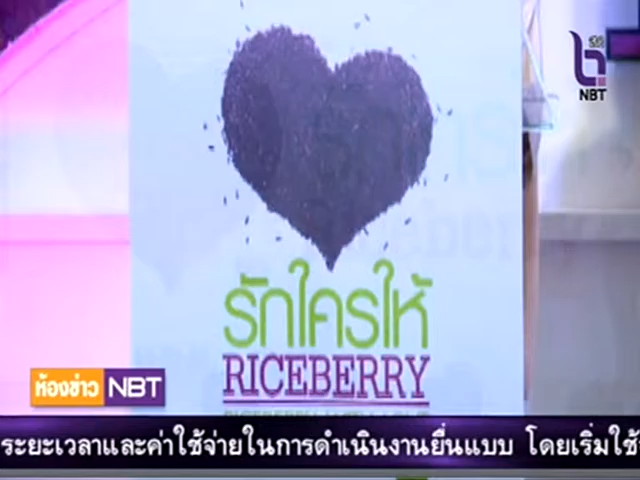 สด
NBT
รักใครให้
RICEBERRY
ห้องข่าว NBT
ระยะเวลาและค่าใช้จ่ายในการดำเนินงานยื่นแบบ โดยเริ่มใช้